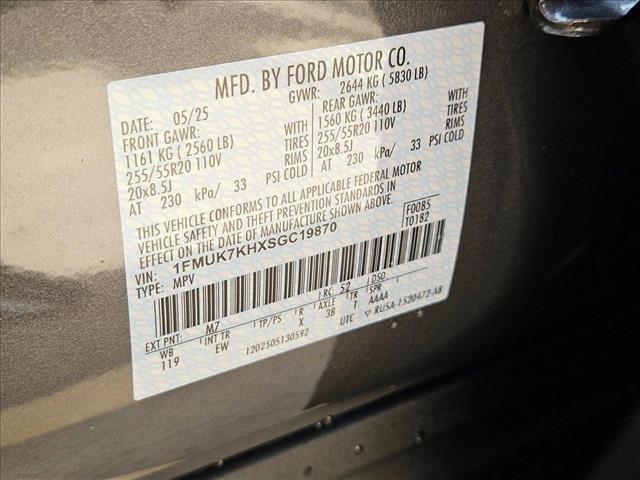 MFD. BY FORD MOTOR CO.
DATE: 05/25 GVWR: 2644 KG ( 5830 LB)
FRONT GAWR: REAR GAWR:
1161 KG ( 2560 LB) WITH 1560 KG ( 3440 LB) WITH
255/55R20 110V TIRES 255/55R20 110V TIRES
20x8.5J RIMS 20x8.5J RIMS
AT 230 kPa/ 33 PSI COLD AT 230 kPa/ 33 PSI COLD
THIS VEHICLE CONFORMS TO ALL APPLICABLE FEDERAL MOTOR
VEHICLE SAFETY AND THEFT PREVENTION STANDARDS IN
EFFECT ON THE DATE OF MANUFACTURE SHOWN ABOVE.
VIN: 1FMUK7KHXSGC19870 F0085
TYPE: MPV T0182
EXT PNT: M7 RC: 52 DSO:
WB INT TR TP/PS R AXLE TR SPR
119 EW X 3B T AAAA
1202505130592 UTC RU5A-1520472-AB